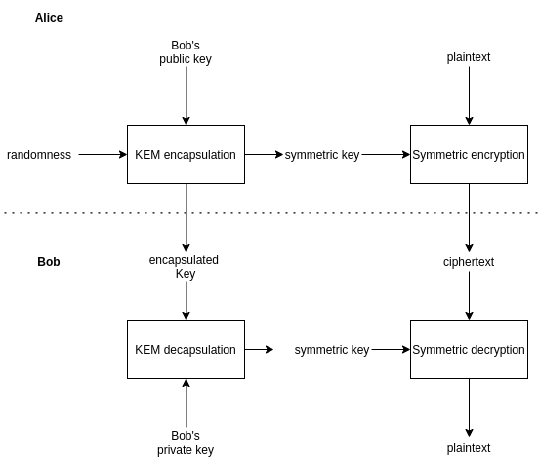 Alice
Bob's
public key
plaintext
randomness
KEM encapsulation
symmetric key
Symmetric encryption
Bob
encapsulated
Key
ciphertext
KEM decapsulation
symmetric key
Symmetric decryption
Bob's
private key
plaintext